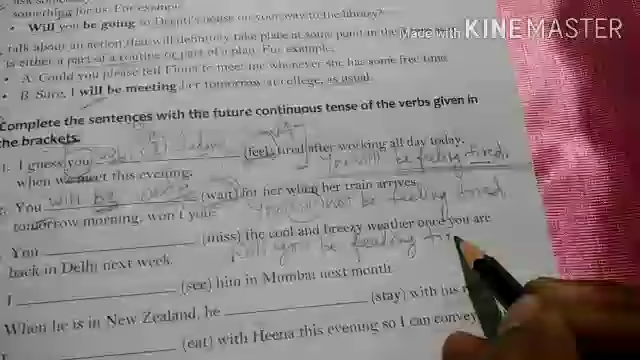 something for us. For example,
• Will you be going to Deepti's house on your way to the library?
talk about an action that will definitely take place at some point in the
is either a part of a routine or part of a plan. For example,
• A: Could you please tell Fiona to meet me whenever she has some free time
• B: Sure, I will be meeting her tomorrow at college, as usual.
Complete the sentences with the future continuous tense of the verbs given in
the brackets.
1. I guess you (feel) tired after working all day today,
when we meet this evening. You will be feeling tired.
You will be (wait) for her when her train arrives
tomorrow morning, won't you? not be feeling tired
You (miss) the cool and breezy weather once you are
back in Delhi next week. Will you be feeling
I (see) him in Mumbai next month
When he is in New Zealand, he (stay) with his
(eat) with Heena this evening so I can convey
Made with KINEMASTER